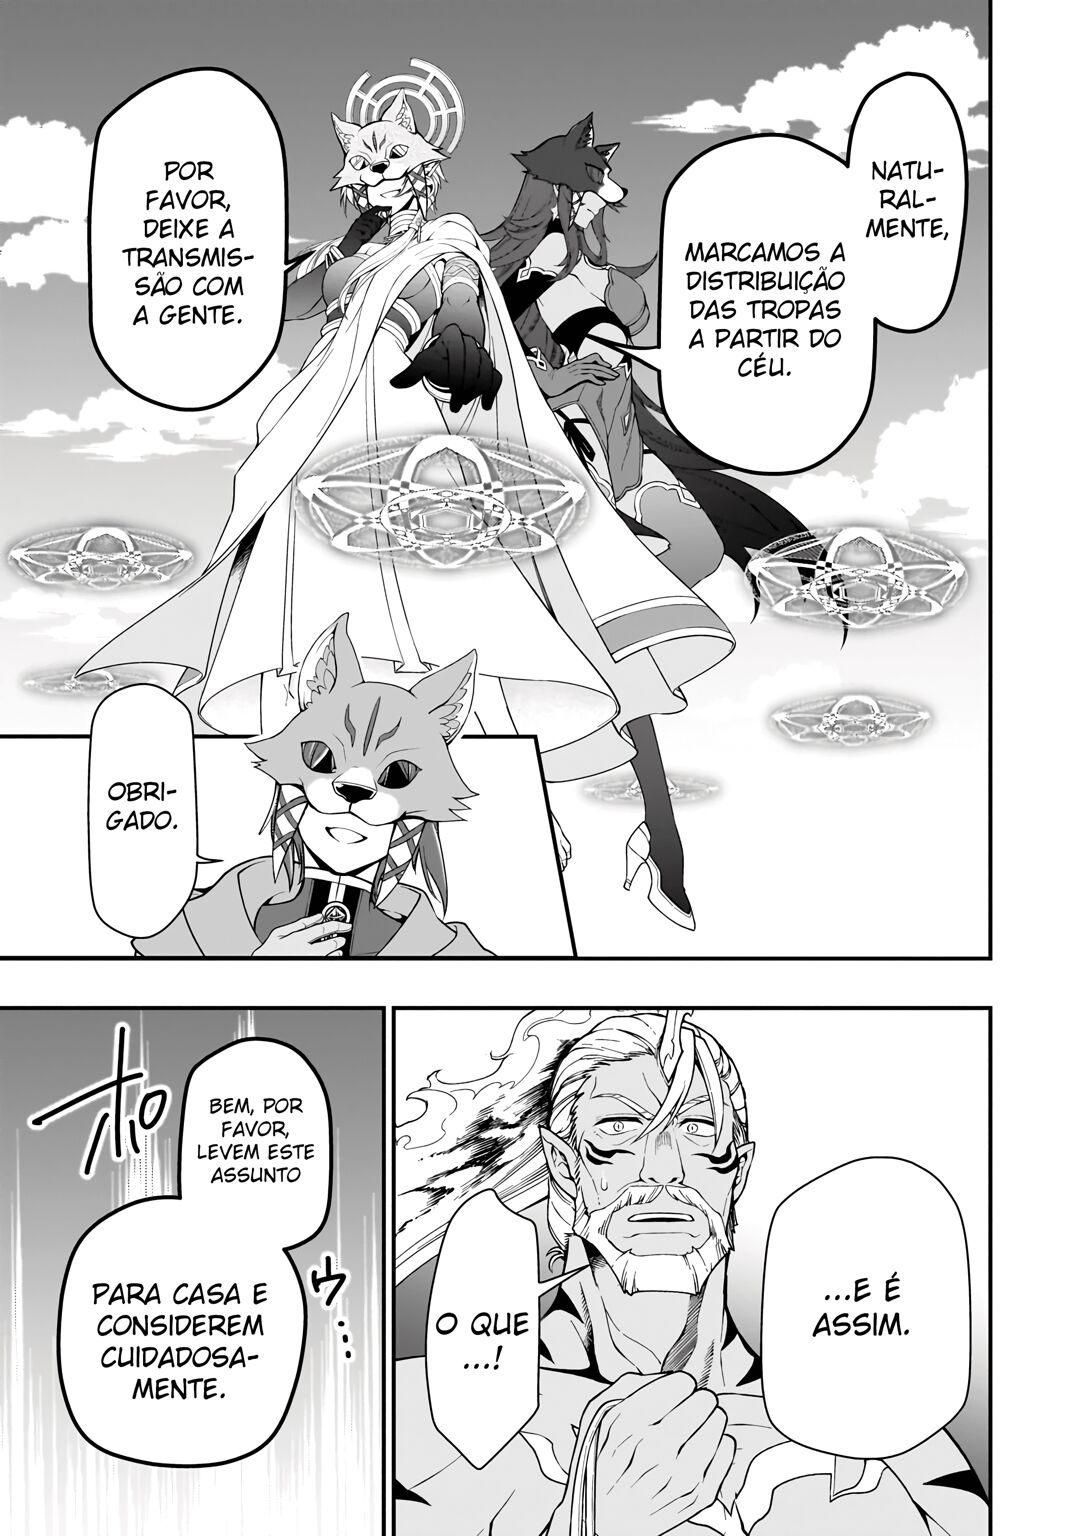 NATU-
RAL-
MENTE,
MARCAMOS A
DISTRIBUIÇÃO
DAS TROPAS
A PARTIR DO
CÉU.
POR
FAVOR,
DEIXE A
TRANSMIS-
SÃO COM
A GENTE.
OBRI-
GADO.
...E É
ASSIM.
O QUE
...!
BEM, POR
FAVOR,
LEVEM ESTE
ASSUNTO
PARA CASA E
CONSIDEREM
CUIDADOSA-
MENTE.
ウ…